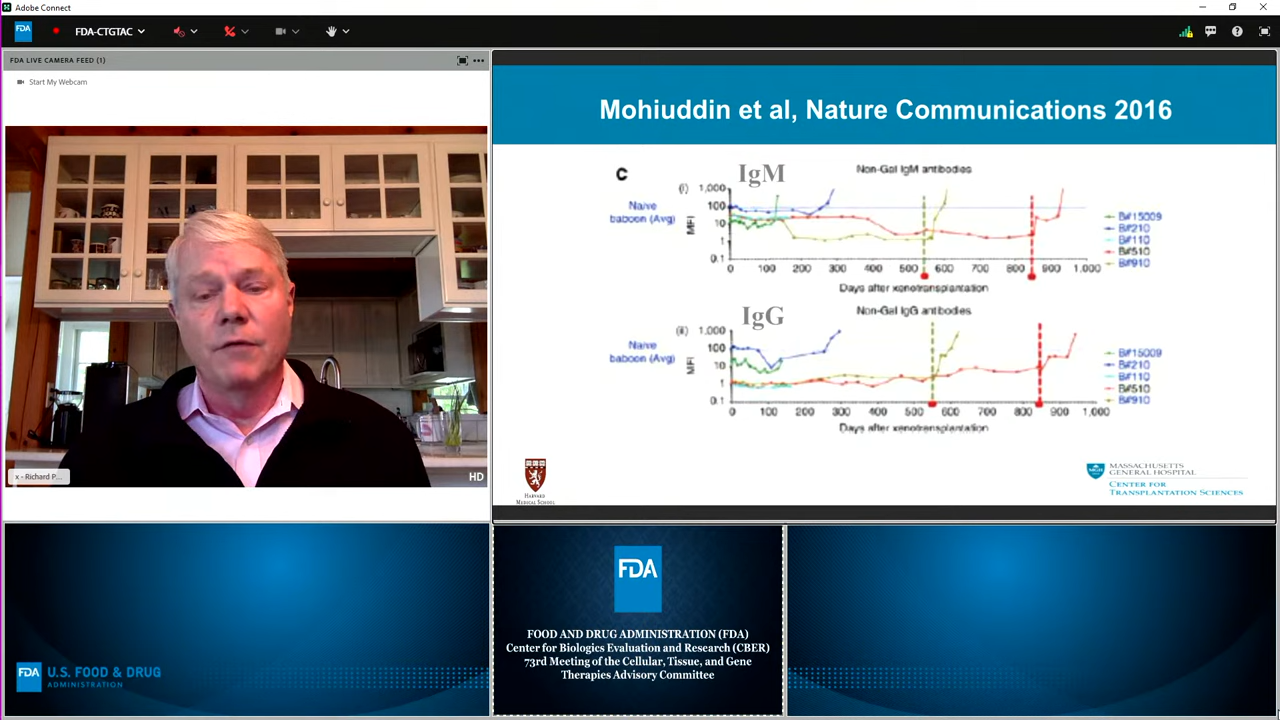 Adobe Connect
FDA
FDA-CTGTAC
FDA LIVE CAMERA FEED (1)
Start My Webcam
x - Richard P...
HD
Mohiuddin et al, Nature Communications 2016
C
IgM
Non-Gal IgM antibodies
(i)
Naive
baboon (Avg)
MFI
1,000
100
10
1
0.1
0 100 200 300 400 500 600 700 800 900 1,000
Days after xenotransplantation
B#15009
B#210
B#110
B#510
B#910
IgG
Non-Gal IgG antibodies
(ii)
Naive
baboon (Avg)
MFI
1,000
100
10
1
0.1
0 100 200 300 400 500 600 700 800 900 1,000
Days after xenotransplantation
B#15009
B#210
B#110
B#510
B#910
HARVARD
MEDICAL SCHOOL
MASSACHUSETTS
GENERAL HOSPITAL
CENTER FOR
TRANSPLANTATION SCIENCES
FDA
U.S. FOOD & DRUG
ADMINISTRATION
FDA
FOOD AND DRUG ADMINISTRATION (FDA)
Center for Biologics Evaluation and Research (CBER)
73rd Meeting of the Cellular, Tissue, and Gene
Therapies Advisory Committee